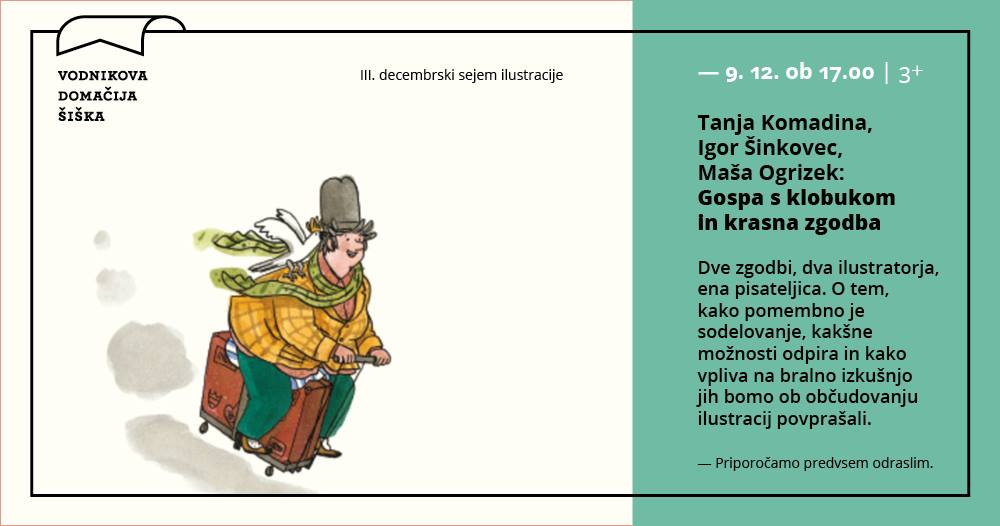 VODNIKOVA
DOMAČIJA
ŠIŠKA
III. decembrski sejem ilustracije
— 9. 12. ob 17.00 | 3+
Tanja Komadina,
Igor Šinkovec,
Maša Ogrizek:
Gospa s klobukom
in krasna zgodba
Dve zgodbi, dva ilustratorja,
ena pisateljica. O tem,
kako pomembno je
sodelovanje, kakšne
možnosti odpira in kako
vpliva na bralno izkušnjo
jih bomo ob občudovanju
ilustracij povprašali.
— Priporočamo predvsem odraslim.